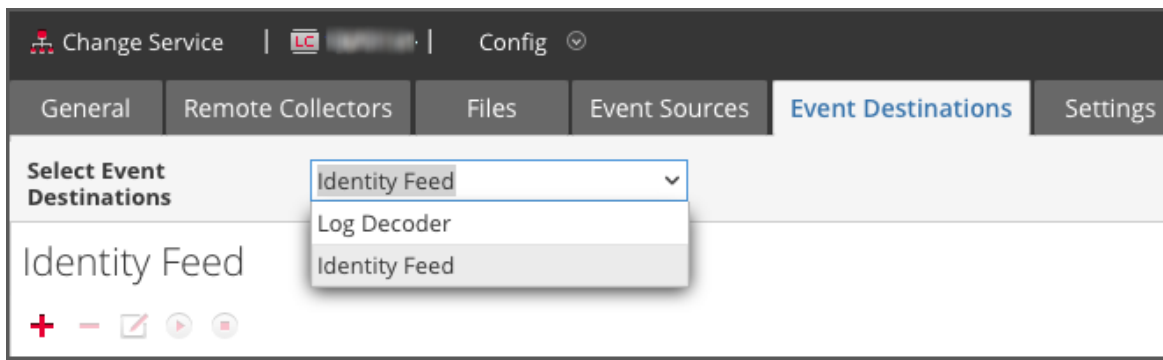 Change Service | LC | Config
General Remote Collectors Files Event Sources Event Destinations Settings
Select Event
Destinations
Identity Feed
Log Decoder
Identity Feed
Identity Feed